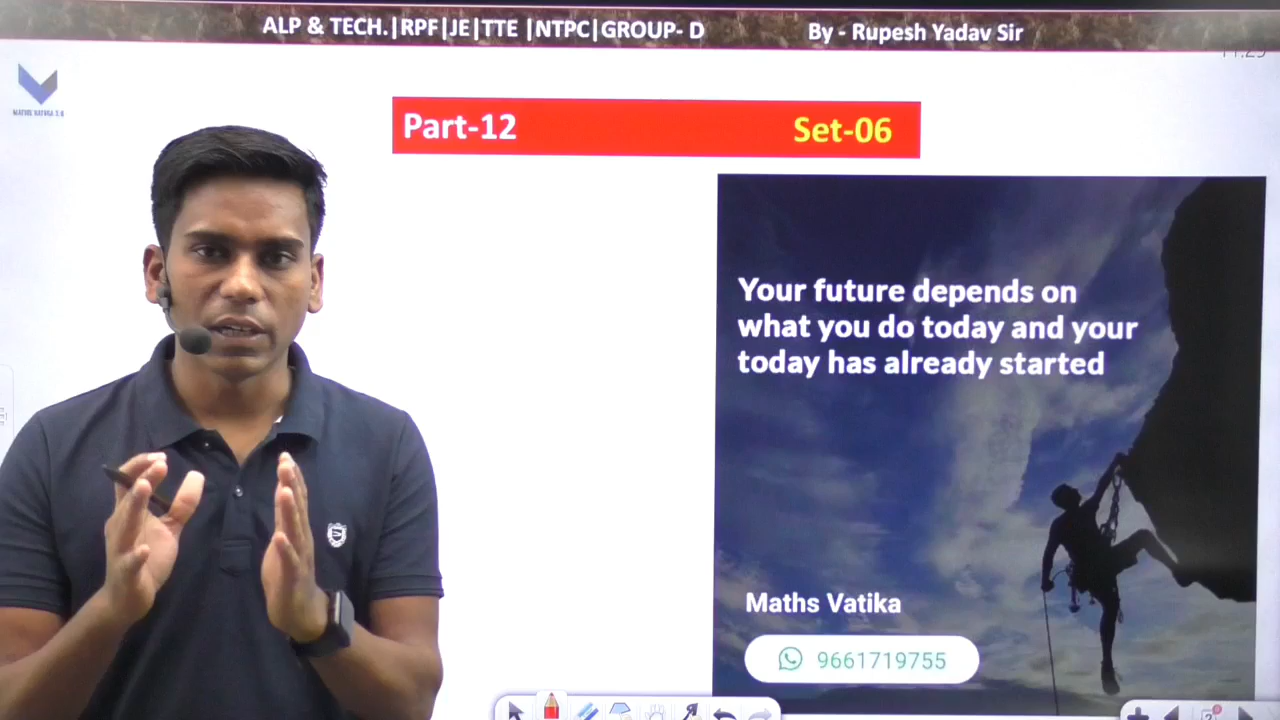 ALP & TECH.|RPF|JE|TTE |NTPC|GROUP- D By - Rupesh Yadav Sir
Part-12 Set-06
Your future depends on
what you do today and your
today has already started
Maths Vatika
9661719755